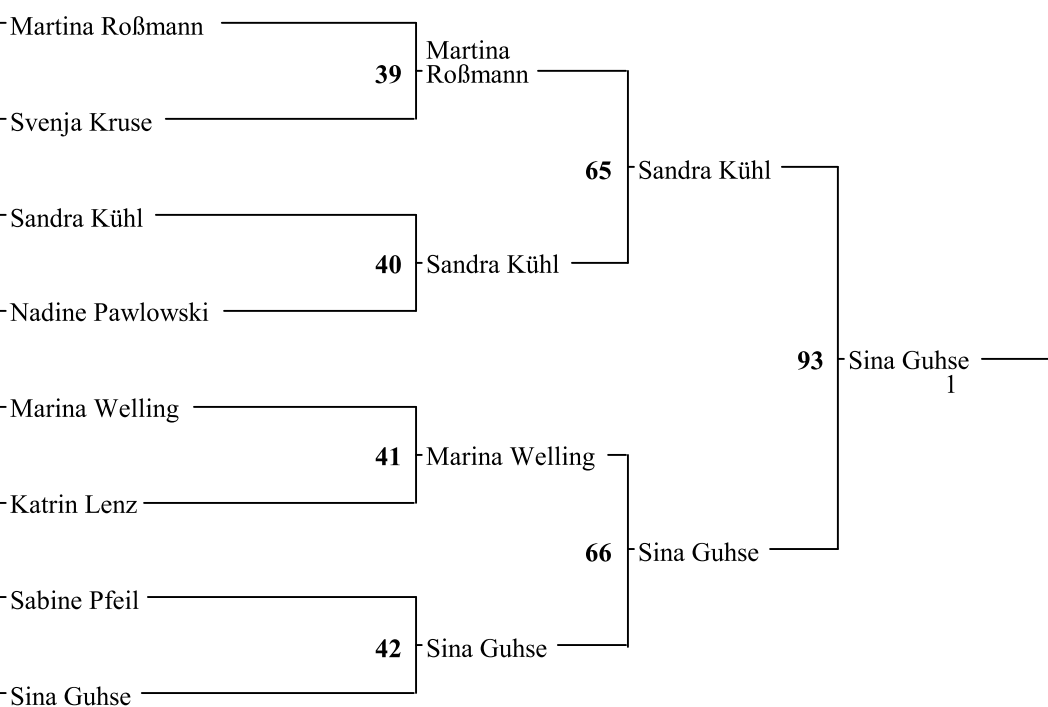 Martina Roßmann
Martina
39
Roßmann
Svenja Kruse
65
Sandra Kühl
Sandra Kühl
40
Sandra Kühl
Nadine Pawlowski
93
Sina Guhse
1
Marina Welling
41
Marina Welling
Katrin Lenz
66
Sina Guhse
Sabine Pfeil
42
Sina Guhse
Sina Guhse